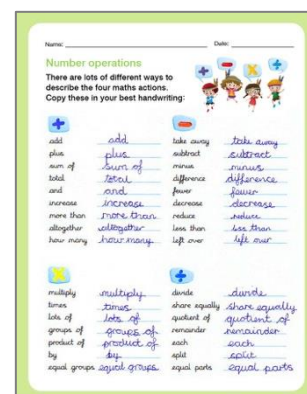 Name: Date:
Number operations
There are lots of different ways to
describe the four maths actions.
Copy these in your best handwriting:
+ − × ÷
+
add add
plus plus
sum of sum of
total total
and and
increase increase
more than more than
altogether altogether
how many how many
−
take away take away
subtract subtract
minus minus
difference difference
fewer fewer
decrease decrease
reduce reduce
less than less than
left over left over
×
multiply multiply
times times
lots of lots of
groups of groups of
product of product of
by by
equal groups equal groups
÷
divide divide
share equally share equally
quotient of quotient of
remainder remainder
each each
split split
equal parts equal parts